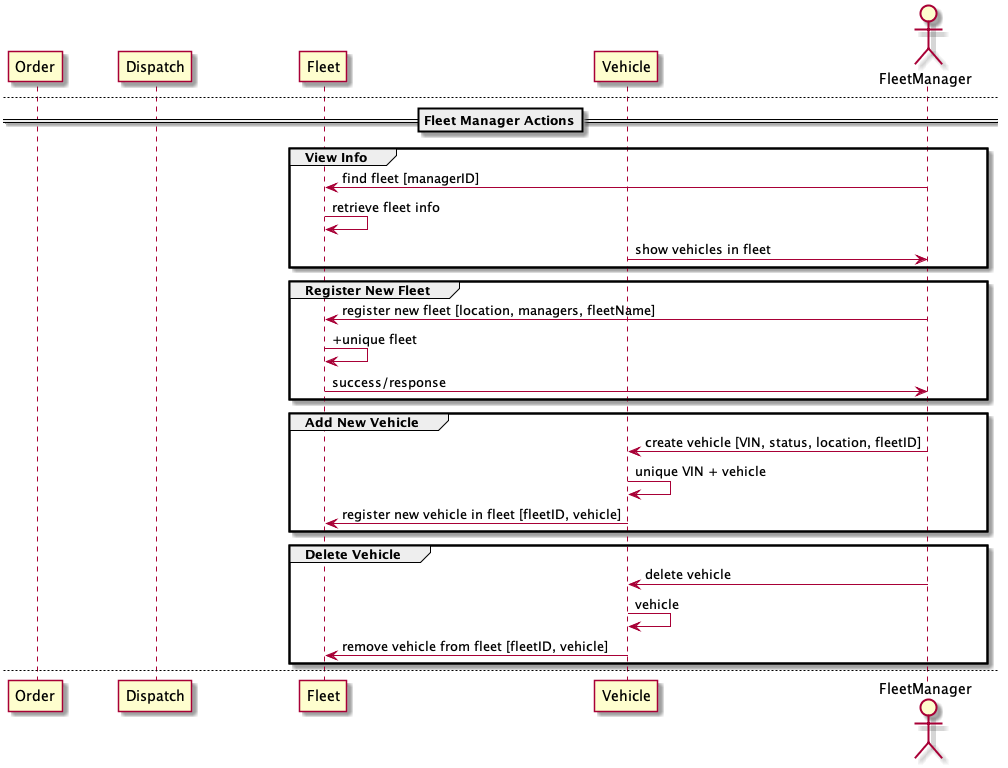 Order
Dispatch
Fleet
Vehicle
FleetManager
Fleet Manager Actions
View Info
find fleet [managerID]
retrieve fleet info
show vehicles in fleet
Register New Fleet
register new fleet [location, managers, fleetName]
+unique fleet
success/response
Add New Vehicle
create vehicle [VIN, status, location, fleetID]
unique VIN + vehicle
register new vehicle in fleet [fleetID, vehicle]
Delete Vehicle
delete vehicle
vehicle
remove vehicle from fleet [fleetID, vehicle]
Order
Dispatch
Fleet
Vehicle
FleetManager